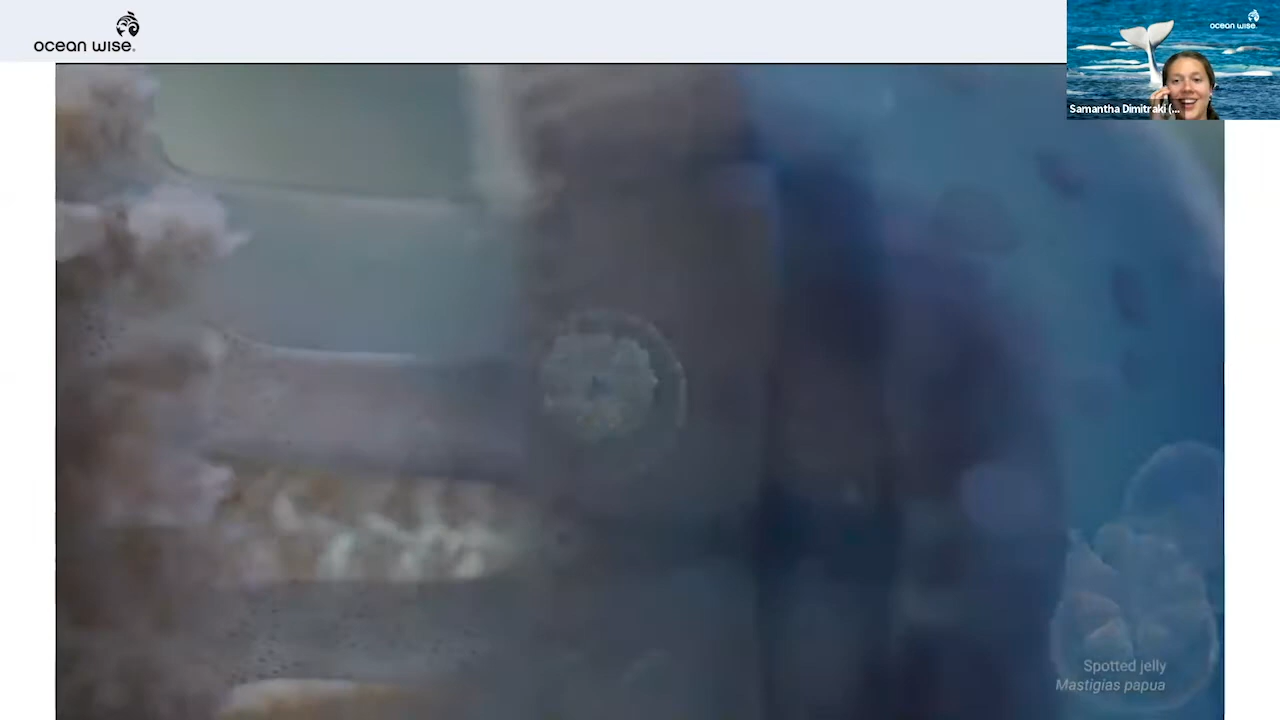 ocean wise.
ocean wise.
Samantha Dimitraki (...
Spotted jelly
Mastigias papua